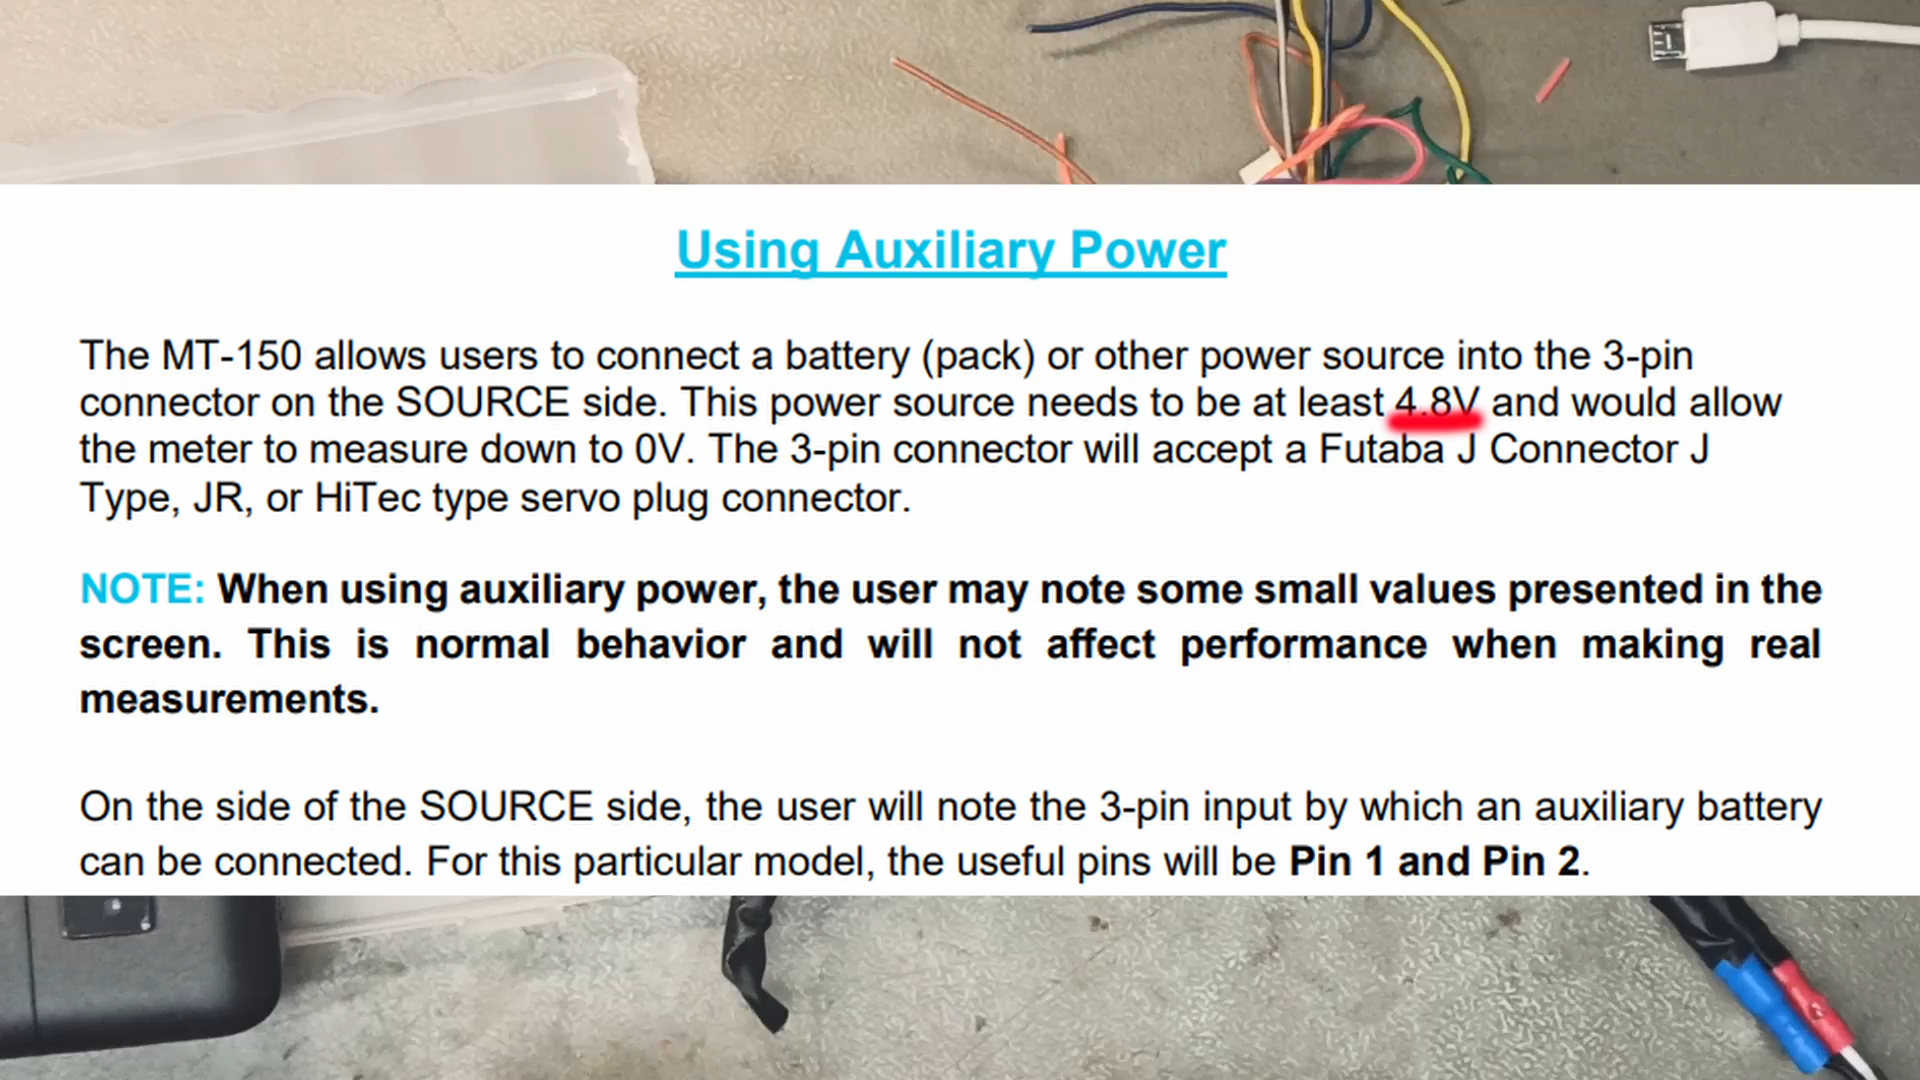 Using Auxiliary Power
The MT-150 allows users to connect a battery (pack) or other power source into the 3-pin
connector on the SOURCE side. This power source needs to be at least 4.8V and would allow
the meter to measure down to 0V. The 3-pin connector will accept a Futaba J Connector J
Type, JR, or HiTec type servo plug connector.
NOTE: When using auxiliary power, the user may note some small values presented in the
screen. This is normal behavior and will not affect performance when making real
measurements.
On the side of the SOURCE side, the user will note the 3-pin input by which an auxiliary battery
can be connected. For this particular model, the useful pins will be Pin 1 and Pin 2.